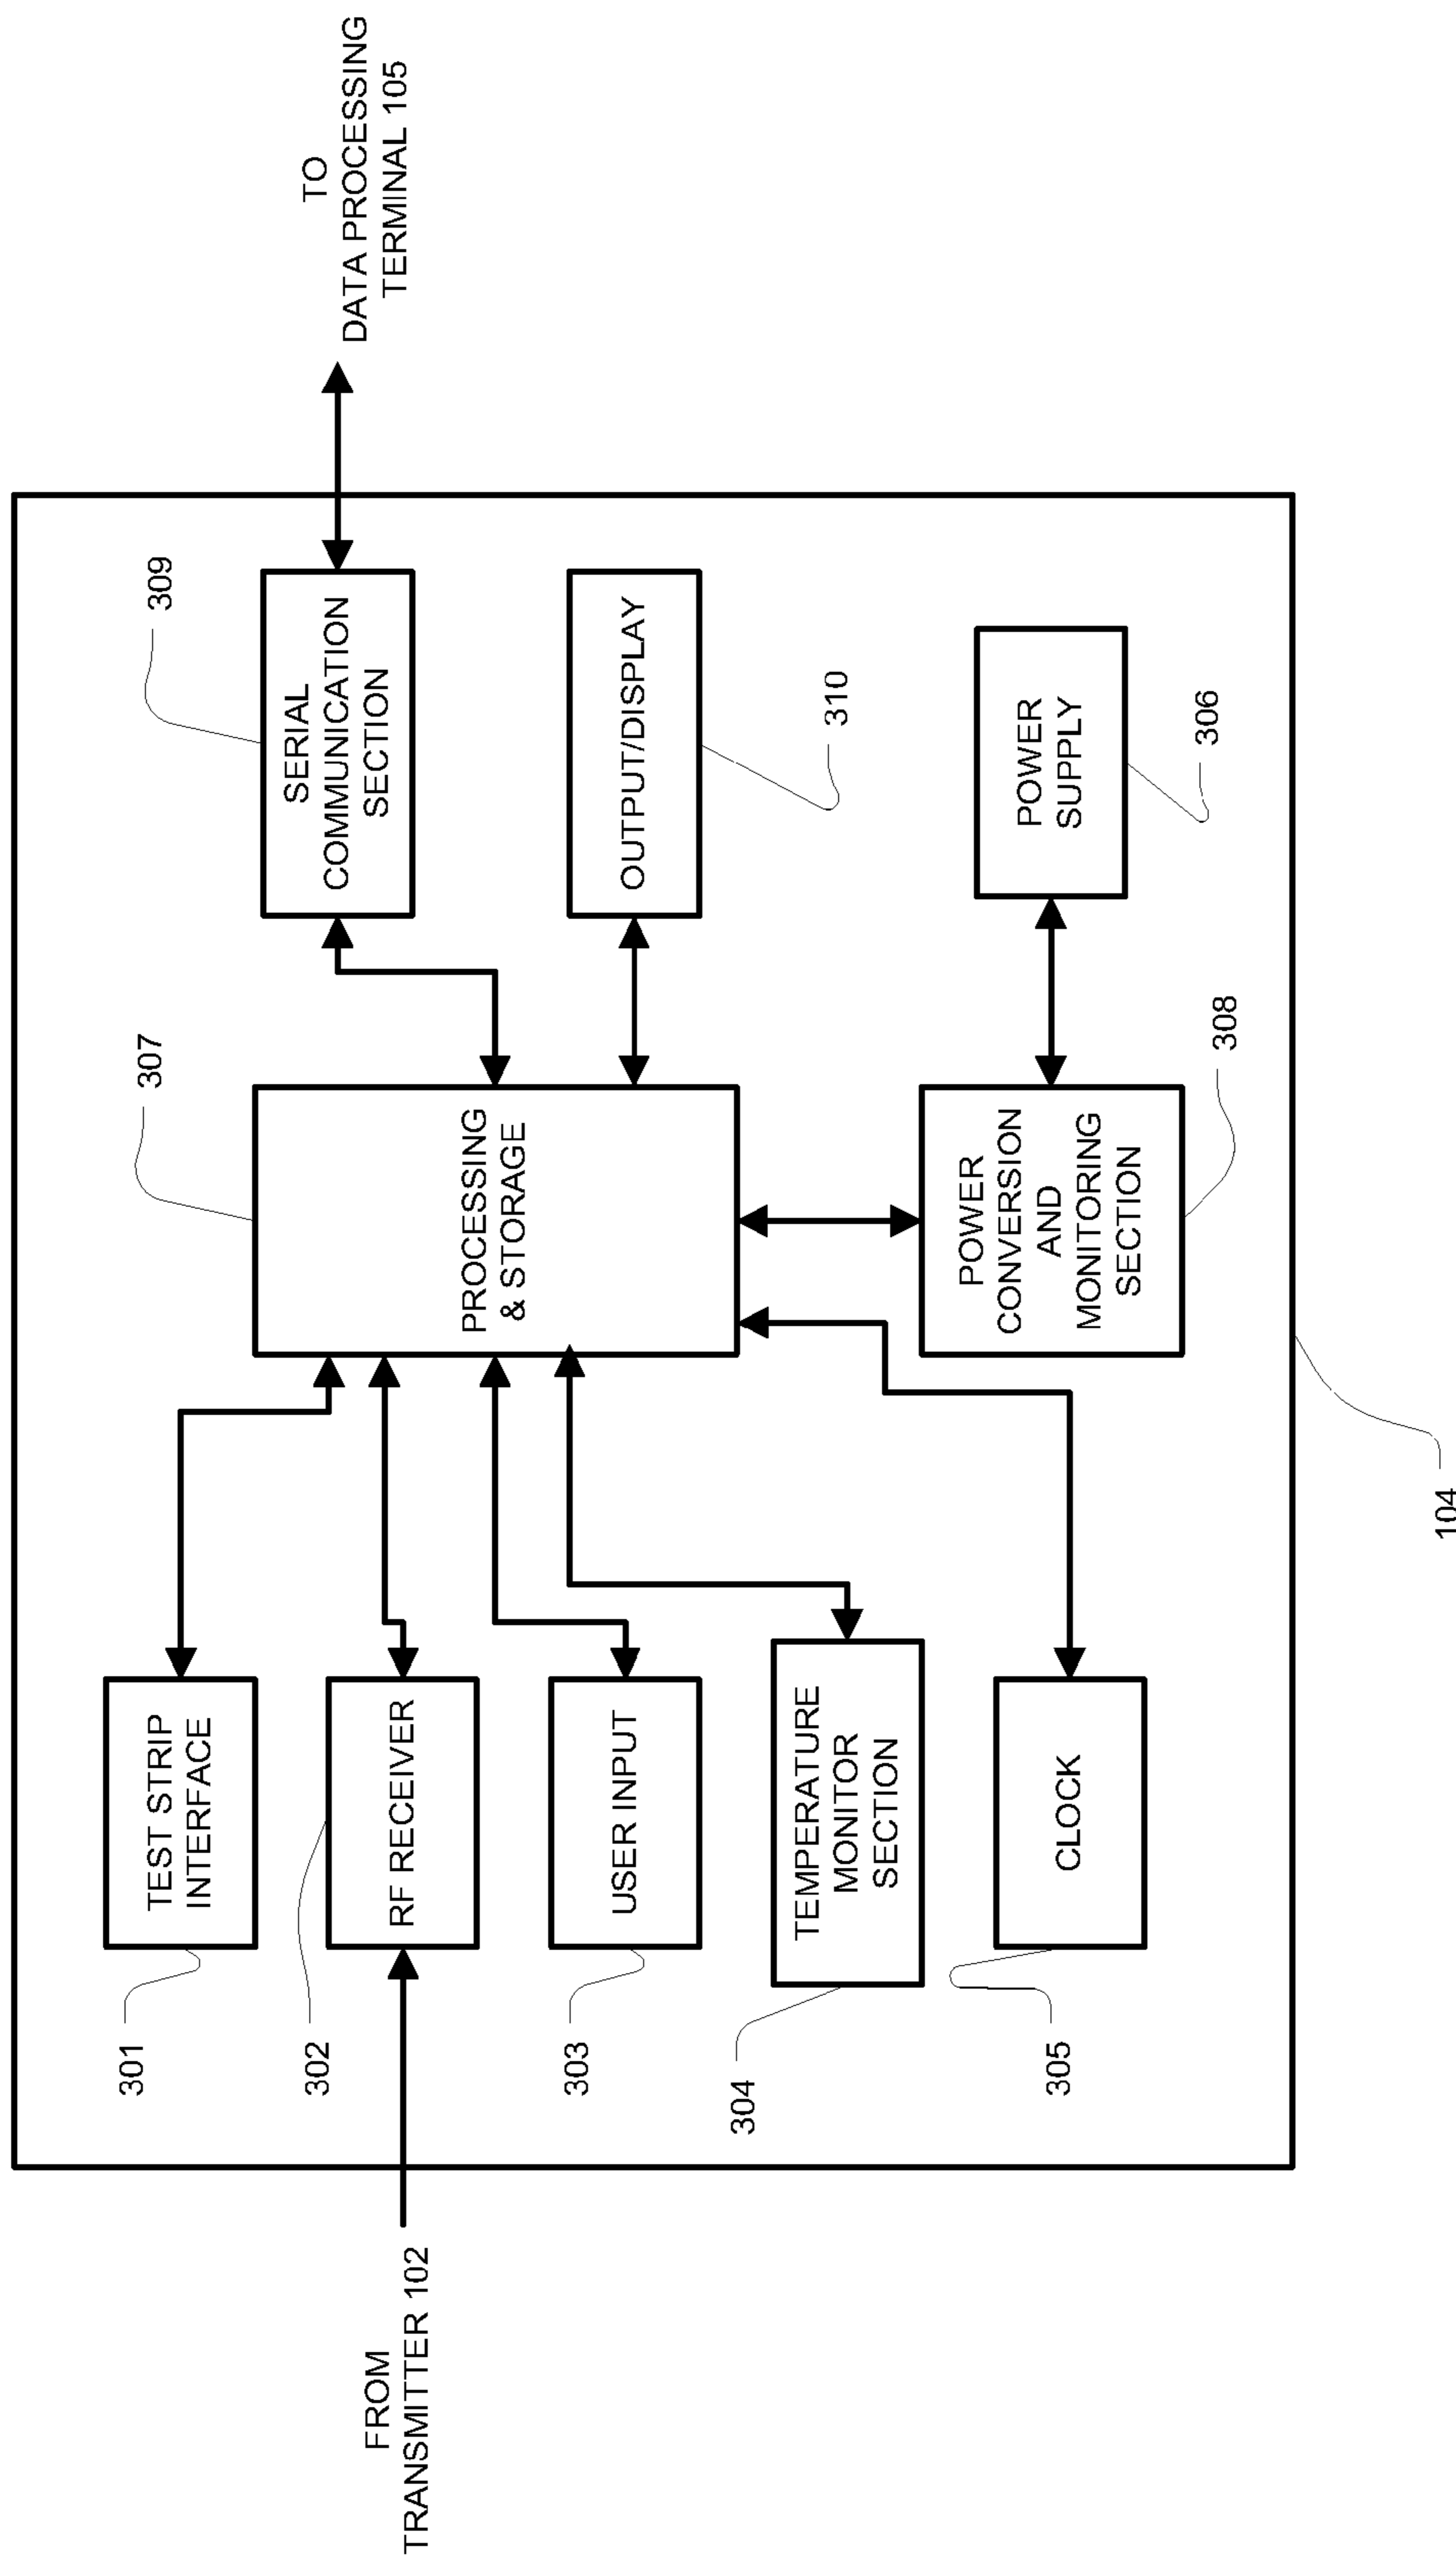 FROM
TRANSMITTER 102
301
TEST STRIP
INTERFACE
302
RF RECEIVER
303
USER INPUT
304
TEMPERATURE
MONITOR
SECTION
305
CLOCK
307
PROCESSING
& STORAGE
POWER
CONVERSION
AND
MONITORING
SECTION
308
309
SERIAL
COMMUNICATION
SECTION
OUTPUT/DISPLAY
310
POWER
SUPPLY
306
TO
DATA PROCESSING
TERMINAL 105
104